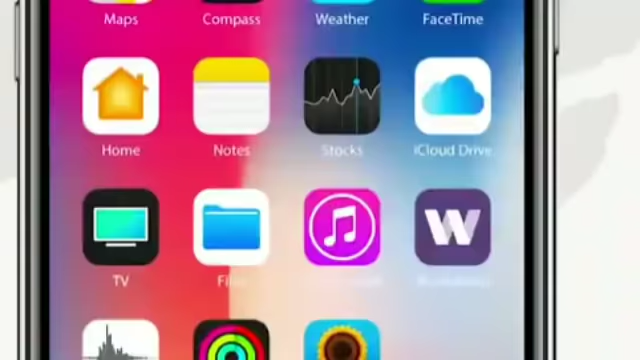 Maps Compass Weather FaceTime
Home Notes Stocks iCloud Drive
TV
W